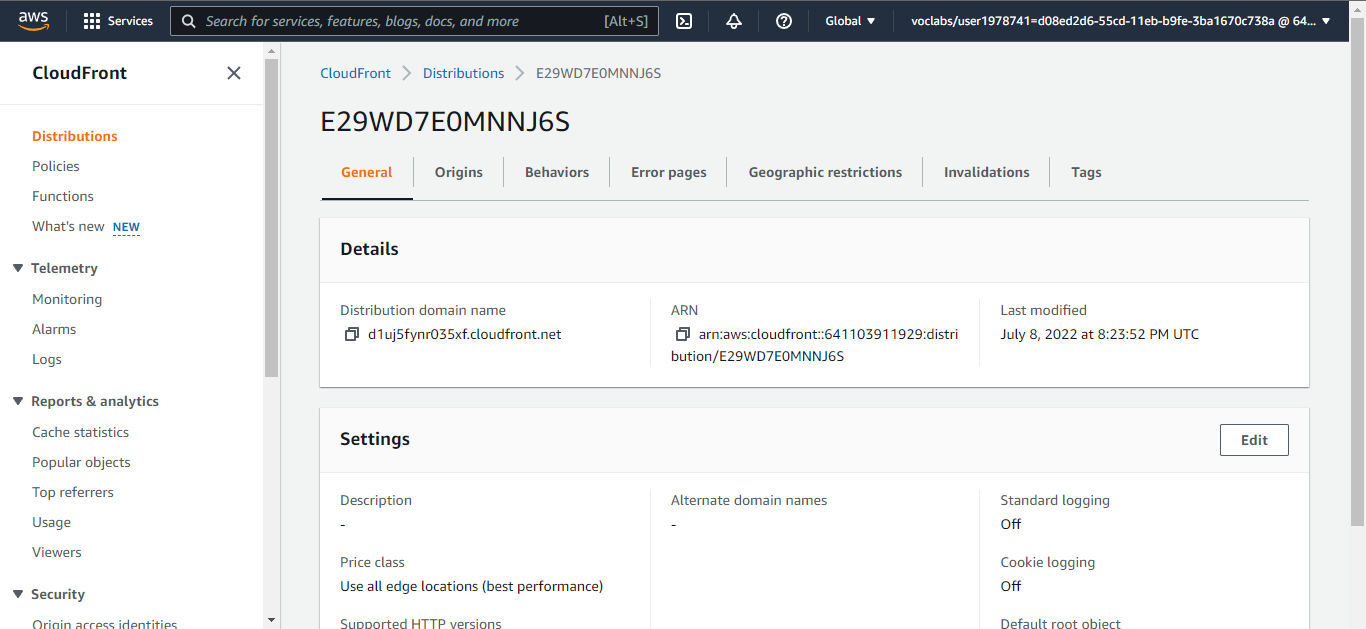 aws
Services
Search for services, features, blogs, docs, and more
[Alt+S]
Global
voclabs/user1978741=d08ed2d6-55cd-11eb-b9fe-3ba1670c738a @ 64...
CloudFront
Distributions
Policies
Functions
What's new NEW
Telemetry
Monitoring
Alarms
Logs
Reports & analytics
Cache statistics
Popular objects
Top referrers
Usage
Viewers
Security
Origin access identities
CloudFront
Distributions
E29WD7E0MNNJ6S
E29WD7E0MNNJ6S
General
Origins
Behaviors
Error pages
Geographic restrictions
Invalidations
Tags
Details
Distribution domain name
d1uj5fynr035xf.cloudfront.net
ARN
arn:aws:cloudfront::641103911929:distri
bution/E29WD7E0MNNJ6S
Last modified
July 8, 2022 at 8:23:52 PM UTC
Settings
Edit
Description
-
Price class
Use all edge locations (best performance)
Supported HTTP versions
Alternate domain names
-
Standard logging
Off
Cookie logging
Off
Default root object